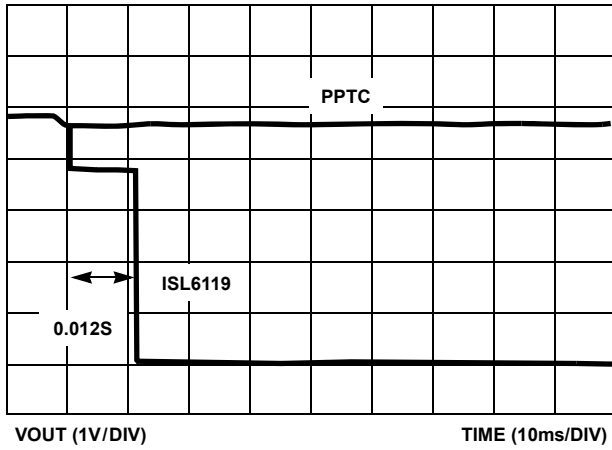 PPTC
ISL6119
0.012S
VOUT (1V/DIV)
TIME (10ms/DIV)